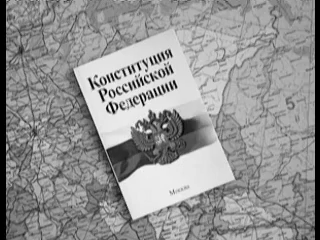 Конституция
Российской
Федерации
Москва